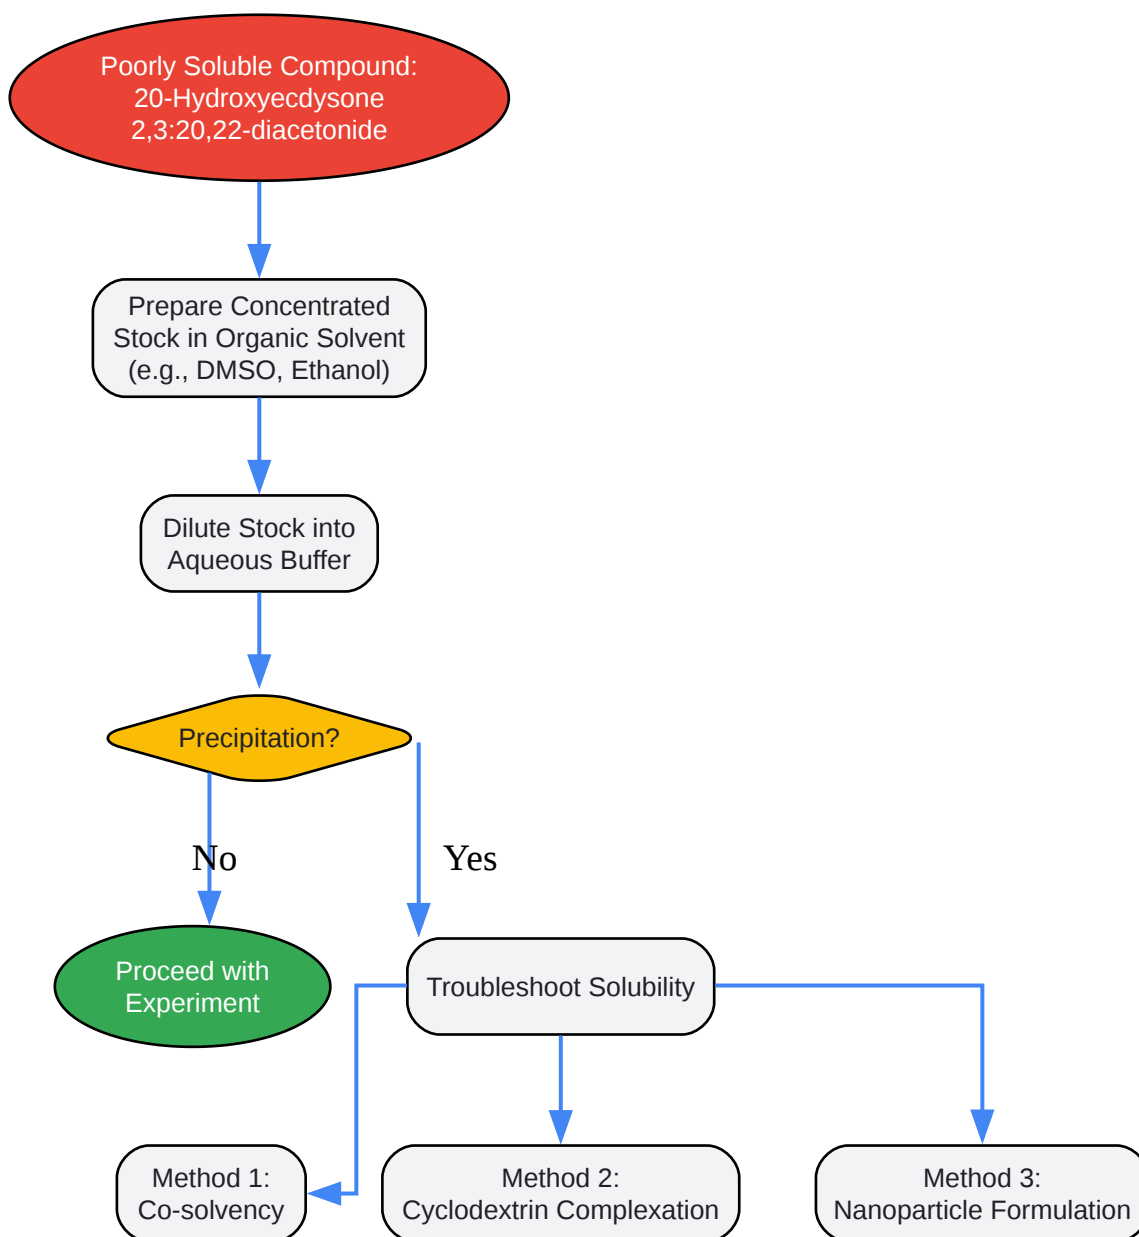 Poorly Soluble Compound:
20-Hydroxyecdysone
2,3:20,22-diacetonide
Prepare Concentrated
Stock in Organic Solvent
(e.g., DMSO, Ethanol)
Dilute Stock into
Aqueous Buffer
Precipitation?
No
Yes
Proceed with
Experiment
Troubleshoot Solubility
Method 1:
Co-solvency
Method 2:
Cyclodextrin Complexation
Method 3:
Nanoparticle Formulation